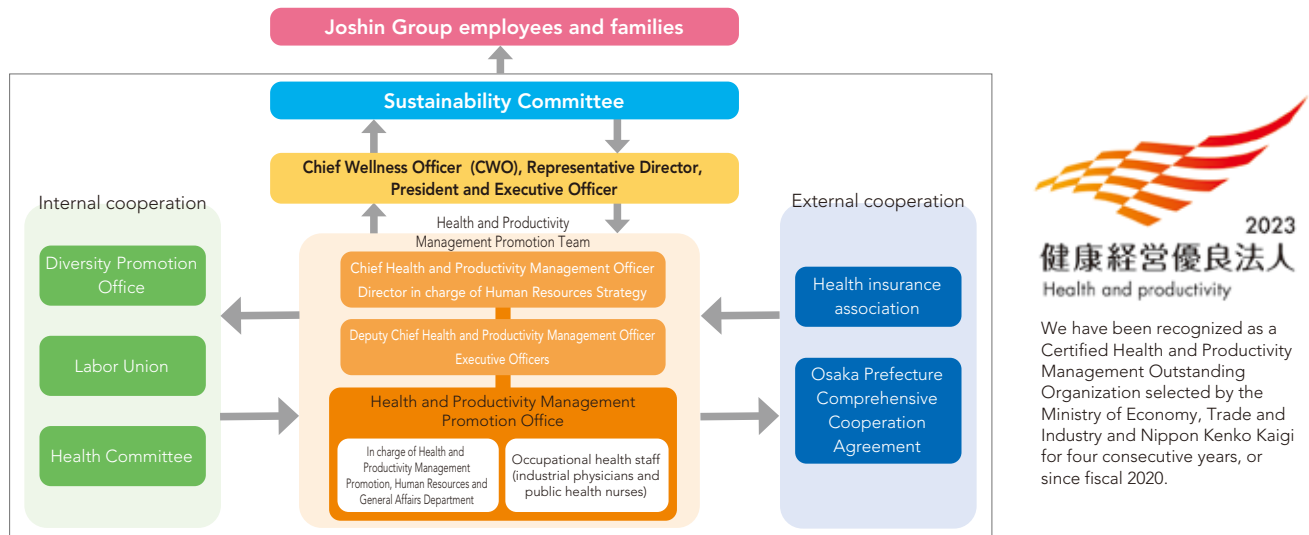 Joshin Group employees and families
Sustainability Committee
Chief Wellness Officer (CWO), Representative Director,
President and Executive Officer
Internal cooperation
Diversity Promotion
Office
Labor Union
Health Committee
Health and Productivity
Management Promotion Team
Chief Health and Productivity Management Officer
Director in charge of Human Resources Strategy
Deputy Chief Health and Productivity Management Officer
Executive Officers
Health and Productivity Management
Promotion Office
In charge of Health and
Productivity Management
Promotion, Human Resources and
General Affairs Department
Occupational health staff
(industrial physicians and
public health nurses)
External cooperation
Health insurance
association
Osaka Prefecture
Comprehensive
Cooperation
Agreement
2023
健康経営優良法人
Health and productivity
We have been recognized as a
Certified Health and Productivity
Management Outstanding
Organization selected by the
Ministry of Economy, Trade and
Industry and Nippon Kenko Kaigi
for four consecutive years, or
since fiscal 2020.